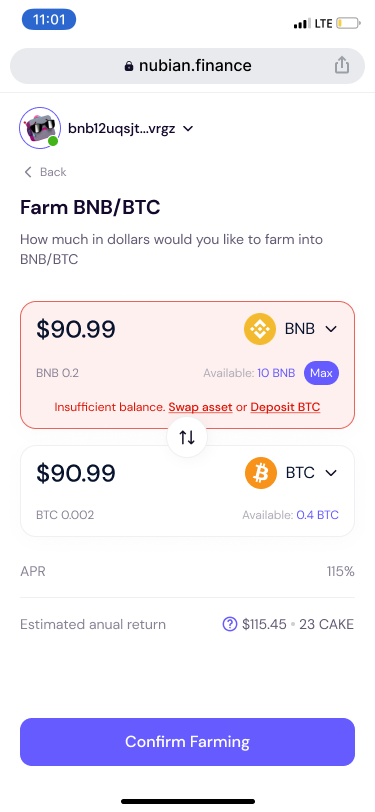 11:01
LTE
nubian.finance
bnb12uqsjt...vrgz
Back
Farm BNB/BTC
How much in dollars would you like to farm into
BNB/BTC
$90.99
BNB
BNB 0.2
Available: 10 BNB
Max
Insufficient balance. Swap asset or Deposit BTC
$90.99
BTC
BTC 0.002
Available: 0.4 BTC
APR
115%
Estimated anual return
$115.45 • 23 CAKE
Confirm Farming